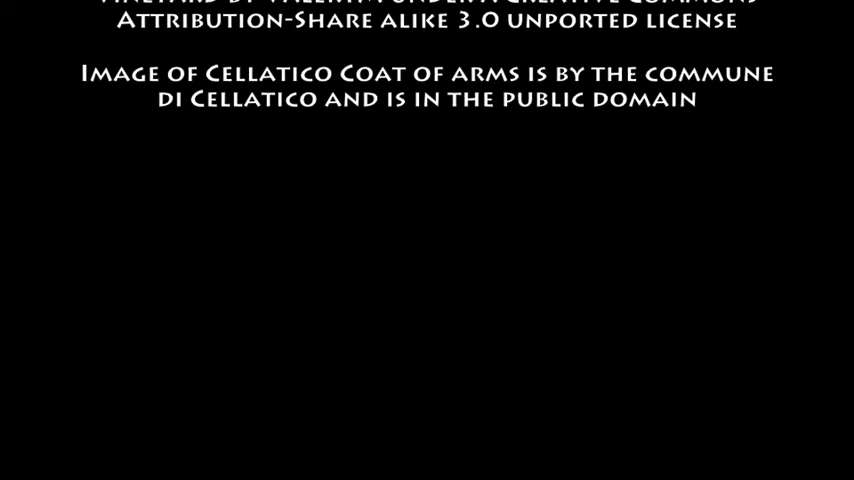 Attribution-Share alike 3.0 unported license
Image of Cellatico Coat of arms is by the commune
di Cellatico and is in the public domain